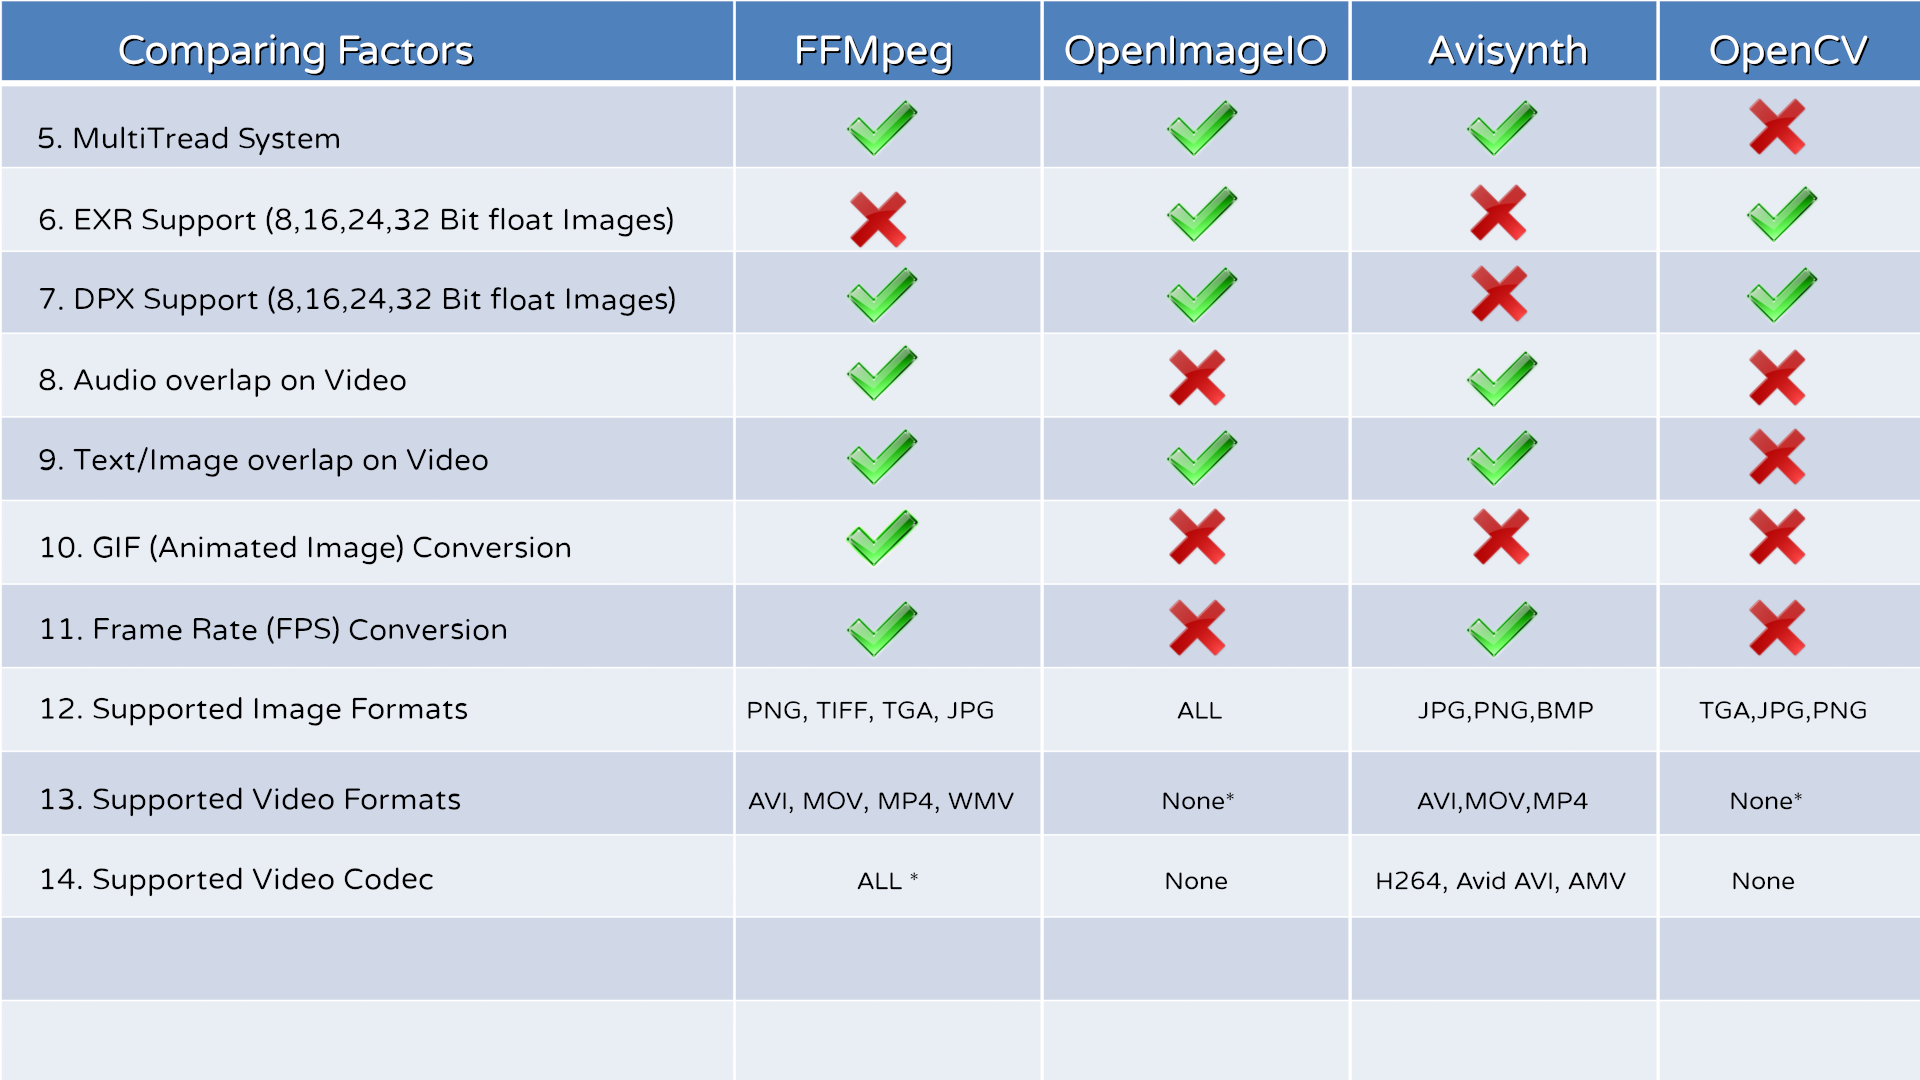 Comparing Factors FFMpeg OpenImageIO Avisynth OpenCV
5. MultiTread System
6. EXR Support (8,16,24,32 Bit float Images)
7. DPX Support (8,16,24,32 Bit float Images)
8. Audio overlap on Video
9. Text/Image overlap on Video
10. GIF (Animated Image) Conversion
11. Frame Rate (FPS) Conversion
12. Supported Image Formats PNG, TIFF, TGA, JPG ALL JPG,PNG,BMP TGA,JPG,PNG
13. Supported Video Formats AVI, MOV, MP4, WMV None* AVI,MOV,MP4 None*
14. Supported Video Codec ALL * None H264, Avid AVI, AMV None